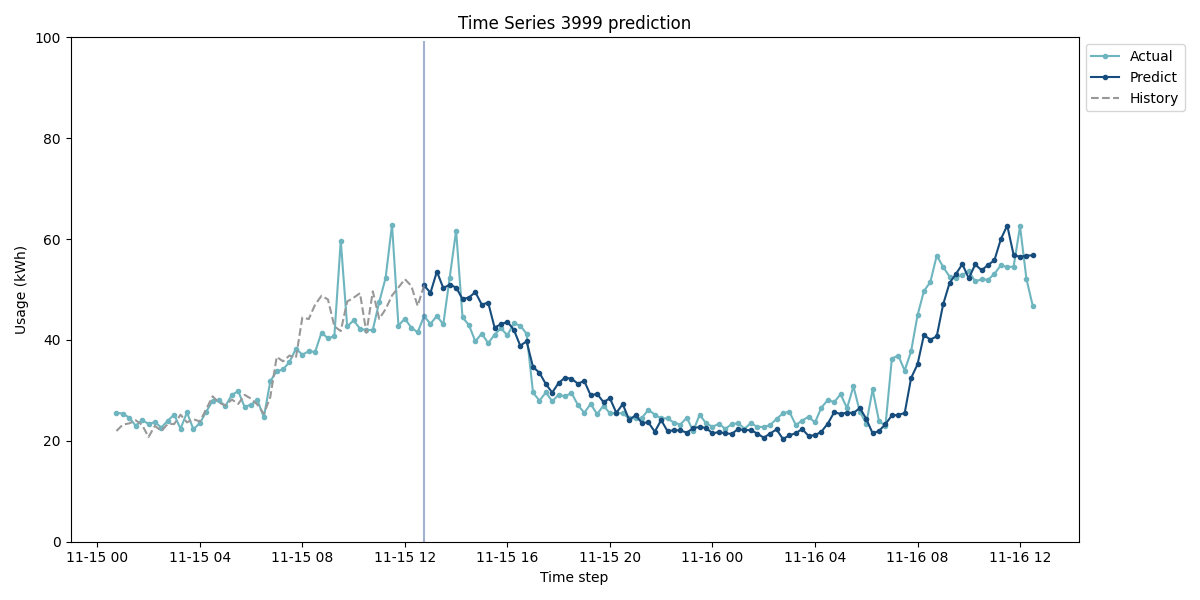 Time Series 3999 prediction
100
80
60
40
20
0
Usage (kWh)
11-15 00 11-15 04 11-15 08 11-15 12 11-15 16 11-15 20 11-16 00 11-16 04 11-16 08 11-16 12
Time step
Actual
Predict
History